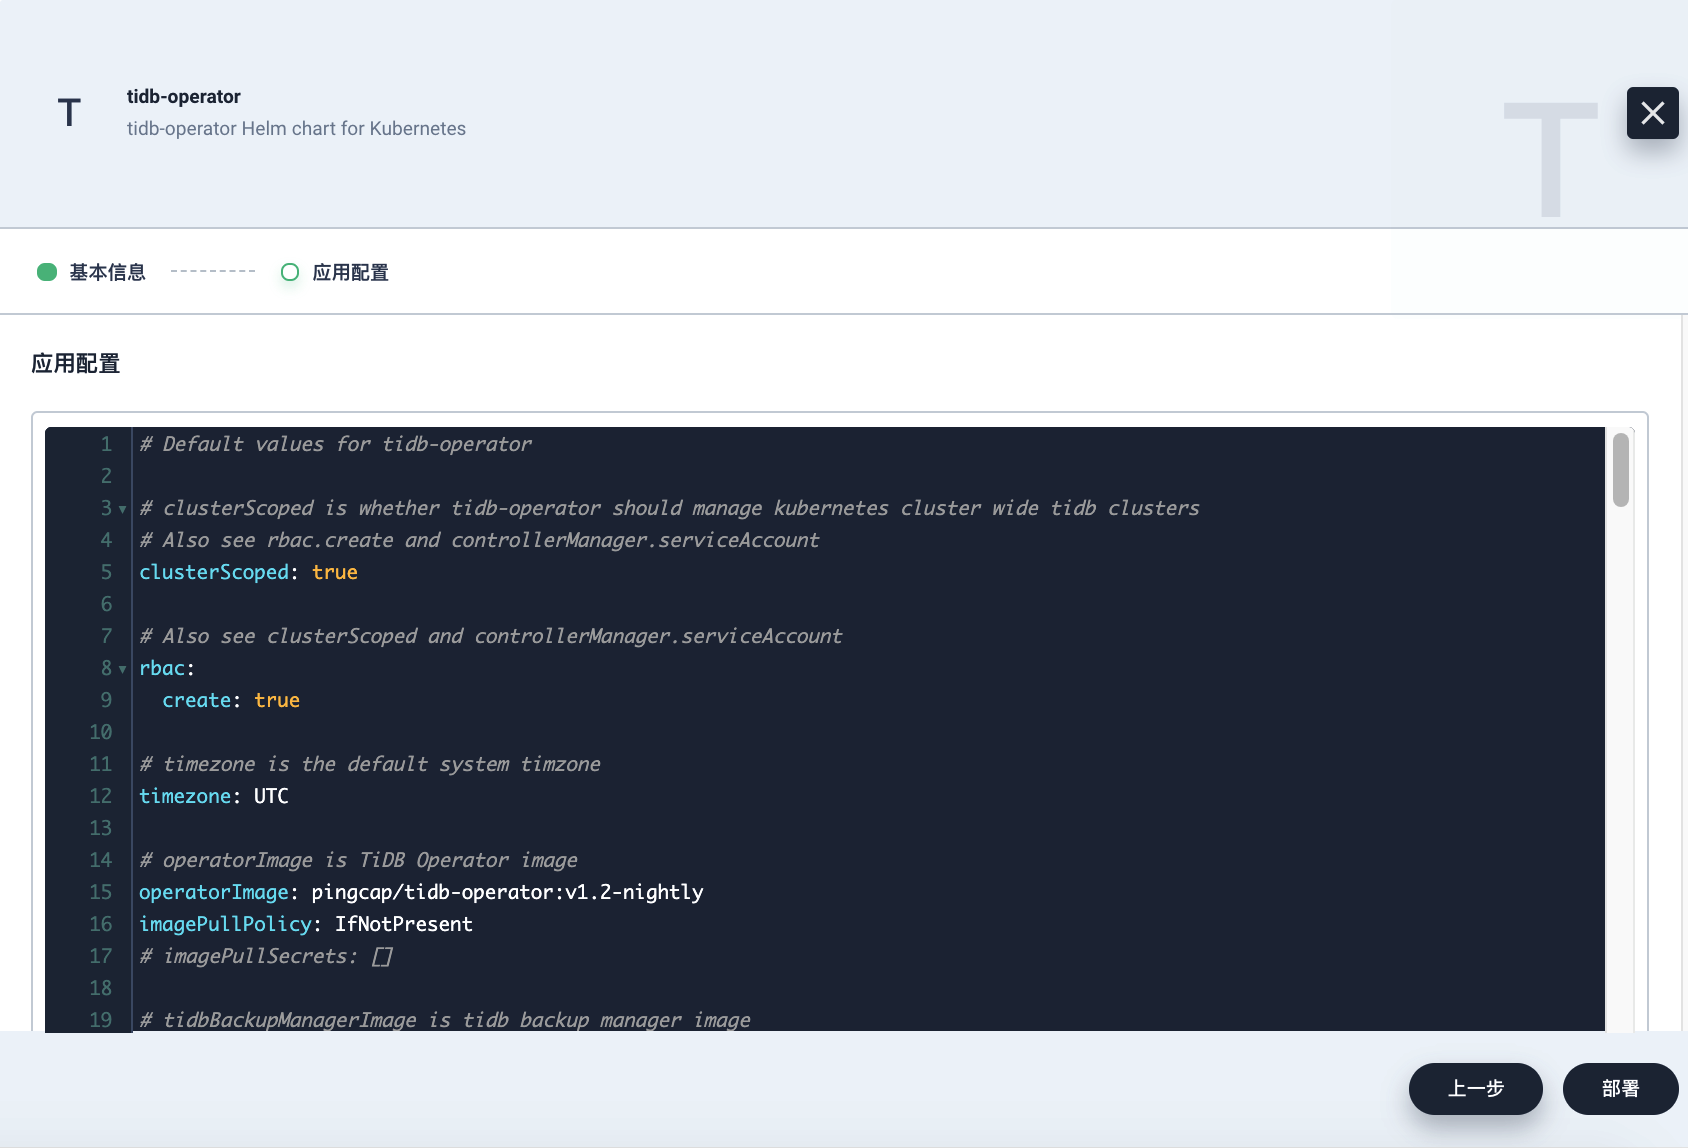 T
tidb-operator
tidb-operator Helm chart for Kubernetes
T
基本信息
应用配置
应用配置
1 # Default values for tidb-operator
2
3 # clusterScoped is whether tidb-operator should manage kubernetes cluster wide tidb clusters
4 # Also see rbac.create and controllerManager.serviceAccount
5 clusterScoped: true
6
7 # Also see clusterScoped and controllerManager.serviceAccount
8 rbac:
9   create: true
10
11 # timezone is the default system timzone
12 timezone: UTC
13
14 # operatorImage is TiDB Operator image
15 operatorImage: pingcap/tidb-operator:v1.2-nightly
16 imagePullPolicy: IfNotPresent
17 # imagePullSecrets: []
18
19 # tidbBackupManagerImage is tidb backup manager image
上一步
部署